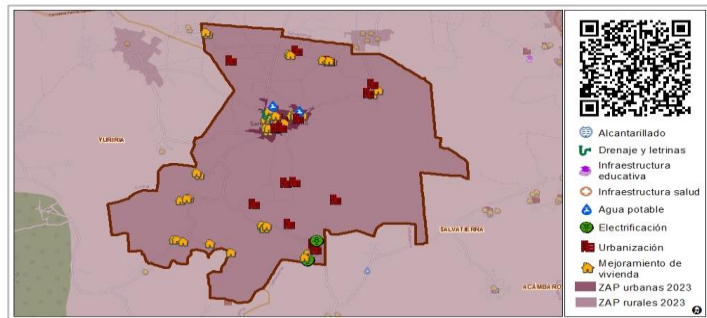 YURIRIA
SALVATIERRA
ACÁMBARO
Alcantarillado
Drenaje y letrinas
Infraestructura
educativa
Infraestructura salud
Agua potable
Electrificación
Urbanización
Mejoramiento de
vivienda
ZAP urbanas 2023
ZAP rurales 2023